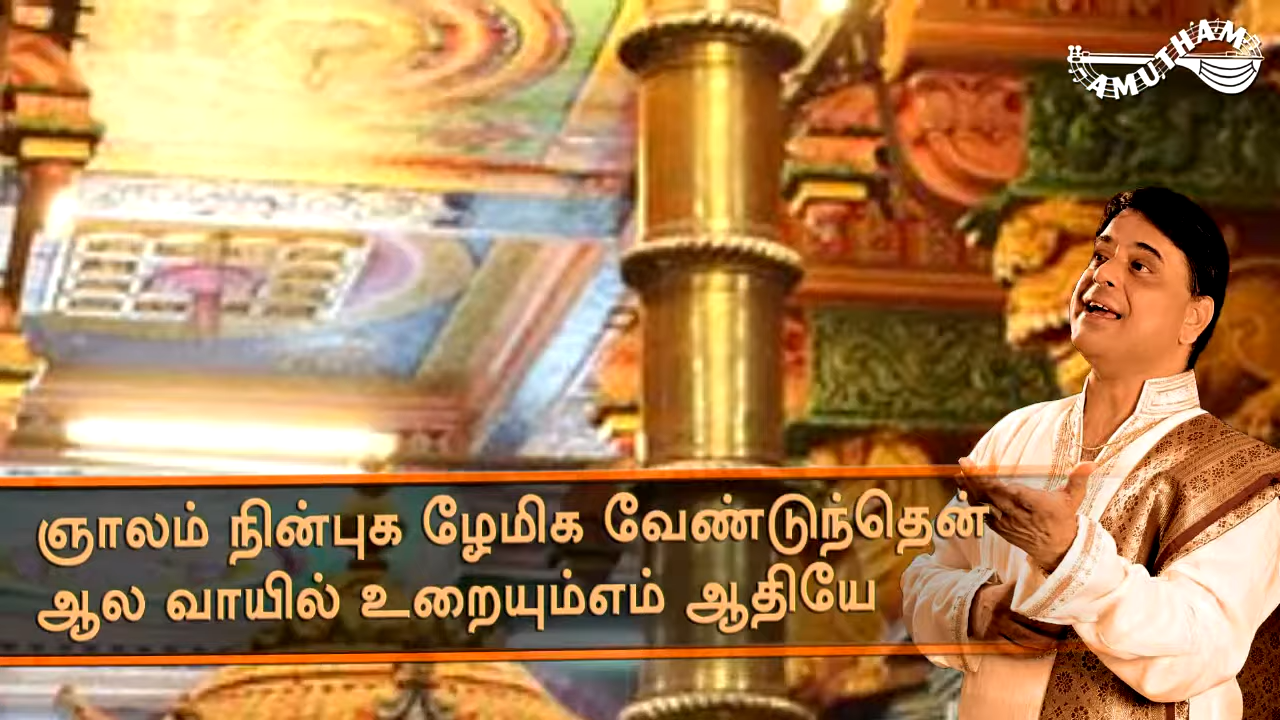 AMUTHAM
ஞாலம் நின்புக ழேமிக வேண்டுந்தென்
ஆல வாயில் உறையும்எம் ஆதியே